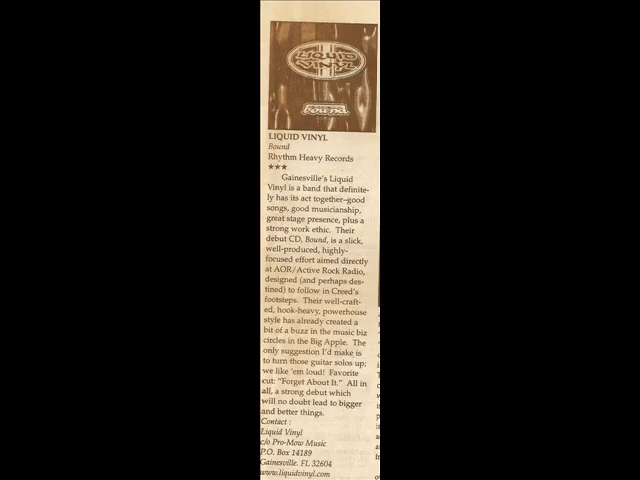 LIQUID
VINYL
Bound
LIQUID VINYL
Bound
Rhythm Heavy Records
★★★
Gainesville's Liquid
Vinyl is a band that definite-
ly has its act together–good
songs, good musicianship,
great stage presence, plus a
strong work ethic. Their
debut CD, Bound, is a slick,
well-produced, highly-
focused effort aimed directly
at AOR/Active Rock Radio,
designed (and perhaps des-
tined) to follow in Creed's
footsteps. Their well-craft-
ed, hook-heavy, powerhouse
style has already created a
bit of a buzz in the music biz
circles in the Big Apple. The
only suggestion I'd make is
to turn those guitar solos up;
we like 'em loud! Favorite
cut: "Forget About It." All in
all, a strong debut which
will no doubt lead to bigger
and better things.
Contact :
Liquid Vinyl
c/o Pro-Mow Music
P.O. Box 14189
Gainesville. FL 32604
www.liquidvinyl.com